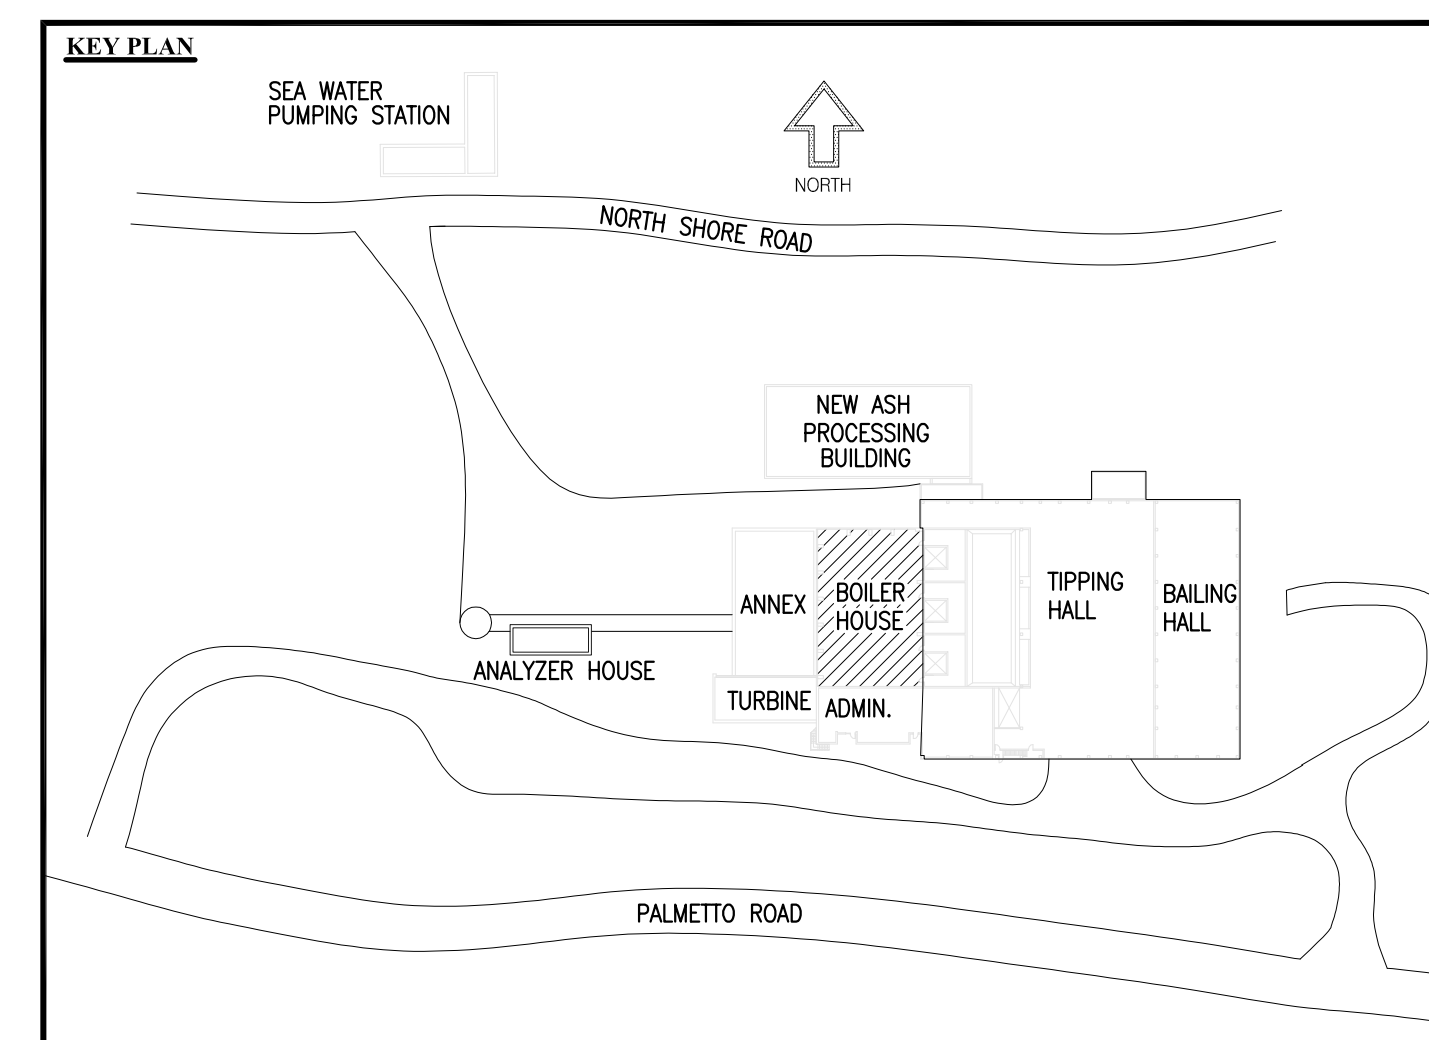 KEY PLAN
SEA WATER
PUMPING STATION
NORTH
NORTH SHORE ROAD
NEW ASH
PROCESSING
BUILDING
TIPPING
HALL
BAILING
HALL
BOILER
HOUSE
ANNEX
ANALYZER HOUSE
TURBINE
ADMIN.
PALMETTO ROAD